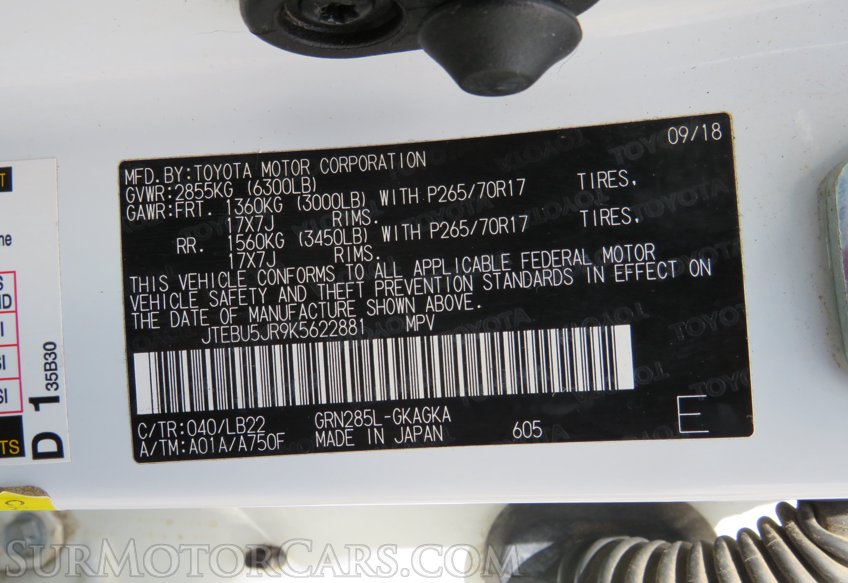 09/18
MFD.BY:TOYOTA MOTOR CORPORATION
GVWR:2855KG (6300LB)
GAWR:FRT. 1360KG (3000LB) WITH P265/70R17 TIRES,
17X7J RIMS.
RR. 1560KG (3450LB) WITH P265/70R17 TIRES,
17X7J RIMS.
THIS VEHICLE CONFORMS TO ALL APPLICABLE FEDERAL MOTOR
VEHICLE SAFETY AND THEFT PREVENTION STANDARDS IN EFFECT ON
THE DATE OF MANUFACTURE SHOWN ABOVE.
JTEBU5JR9K5622881 MPV
C/TR:040/LB22 GRN285L-GKAGKA
A/TM:A01A/A750F MADE IN JAPAN 605
E
D 1 35B30
SurMotorCars.com